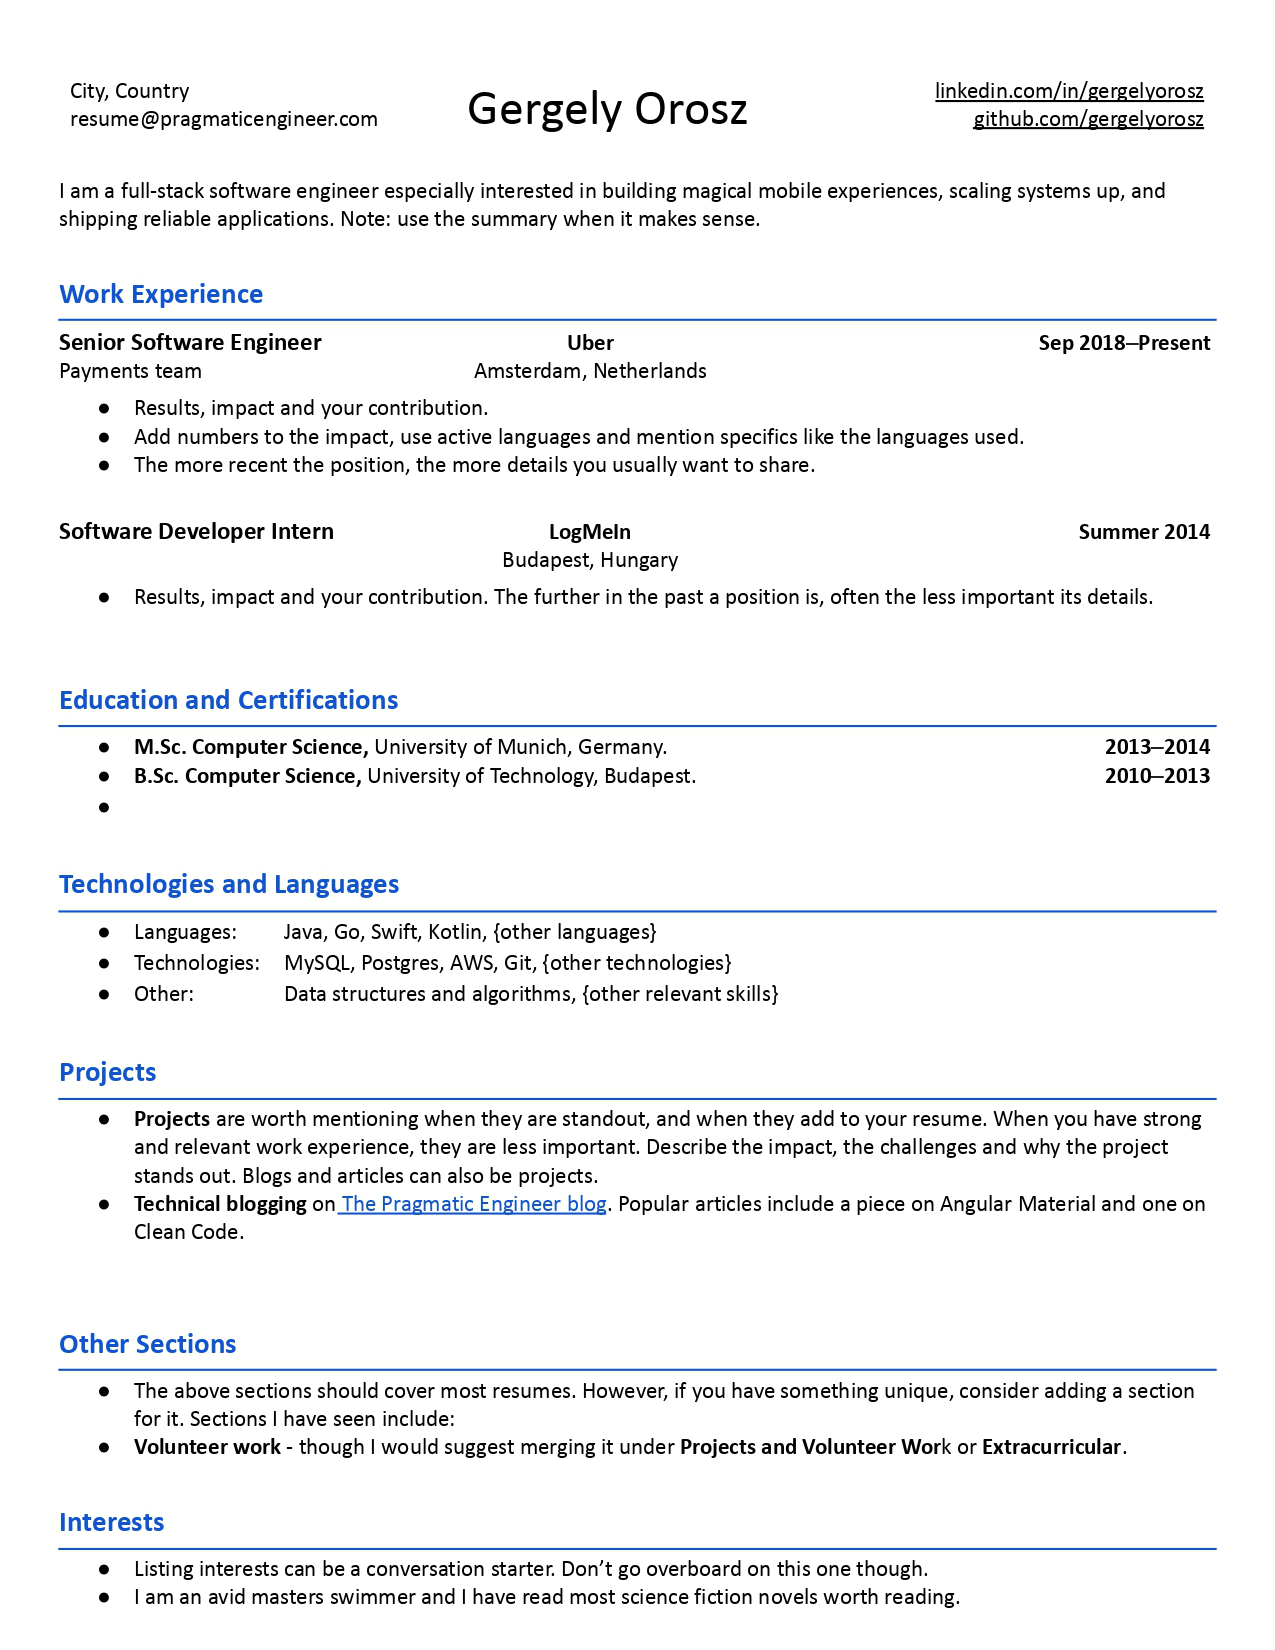 City, Country
resume@pragmaticengineer.com
Gergely Orosz
linkedin.com/in/gergelyorosz
github.com/gergelyorosz
I am a full-stack software engineer especially interested in building magical mobile experiences, scaling systems up, and
shipping reliable applications. Note: use the summary when it makes sense.
Work Experience
Senior Software Engineer Uber Sep 2018–Present
Payments team Amsterdam, Netherlands
● Results, impact and your contribution.
● Add numbers to the impact, use active languages and mention specifics like the languages used.
● The more recent the position, the more details you usually want to share.
Software Developer Intern LogMeIn Summer 2014
Budapest, Hungary
● Results, impact and your contribution. The further in the past a position is, often the less important its details.
Education and Certifications
● M.Sc. Computer Science, University of Munich, Germany. 2013–2014
● B.Sc. Computer Science, University of Technology, Budapest. 2010–2013
●
Technologies and Languages
● Languages: Java, Go, Swift, Kotlin, {other languages}
● Technologies: MySQL, Postgres, AWS, Git, {other technologies}
● Other: Data structures and algorithms, {other relevant skills}
Projects
● Projects are worth mentioning when they are standout, and when they add to your resume. When you have strong
and relevant work experience, they are less important. Describe the impact, the challenges and why the project
stands out. Blogs and articles can also be projects.
● Technical blogging on The Pragmatic Engineer blog. Popular articles include a piece on Angular Material and one on
Clean Code.
Other Sections
● The above sections should cover most resumes. However, if you have something unique, consider adding a section
for it. Sections I have seen include:
● Volunteer work - though I would suggest merging it under Projects and Volunteer Work or Extracurricular.
Interests
● Listing interests can be a conversation starter. Don’t go overboard on this one though.
● I am an avid masters swimmer and I have read most science fiction novels worth reading.